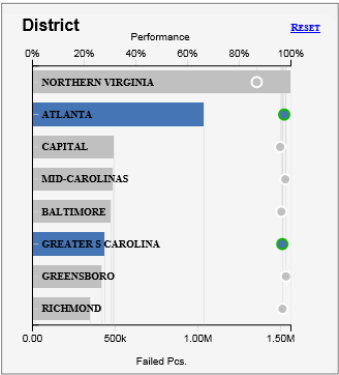 District
RESET
Performance
0% 20% 40% 60% 80% 100%
NORTHERN VIRGINIA
ATLANTA
CAPITAL
MID-CAROLINAS
BALTIMORE
GREATER S CAROLINA
GREENSBORO
RICHMOND
0.00 500k 1.00M 1.50M
Failed Pcs.